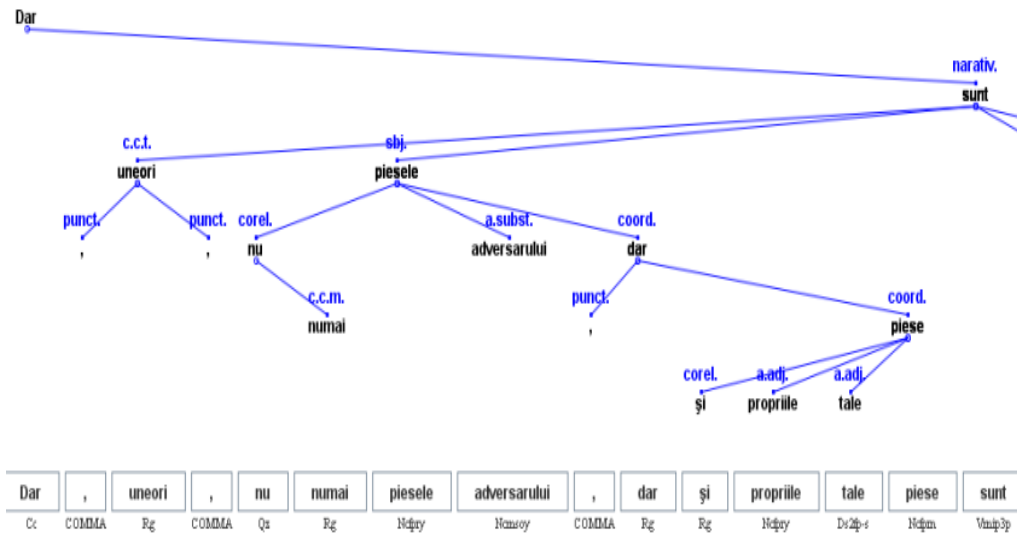 Dar
narativ.
sunt
c.c.t. sbj.
uneori piesele
punct. punct. corel. a.subst. coord.
, , nu adversarului dar
c.c.m. punct. coord.
numai , piese
corel. a.adj. a.adj.
şi propriile tale
Dar , uneori , nu numai piesele adversarului , dar şi propriile tale piese sunt
Cc COMMA Rg COMMA Qz Rg Ncfpry Ncmsoy COMMA Rg Rg Ncfpry Ds2fp-s Ncfprn Vmip3p